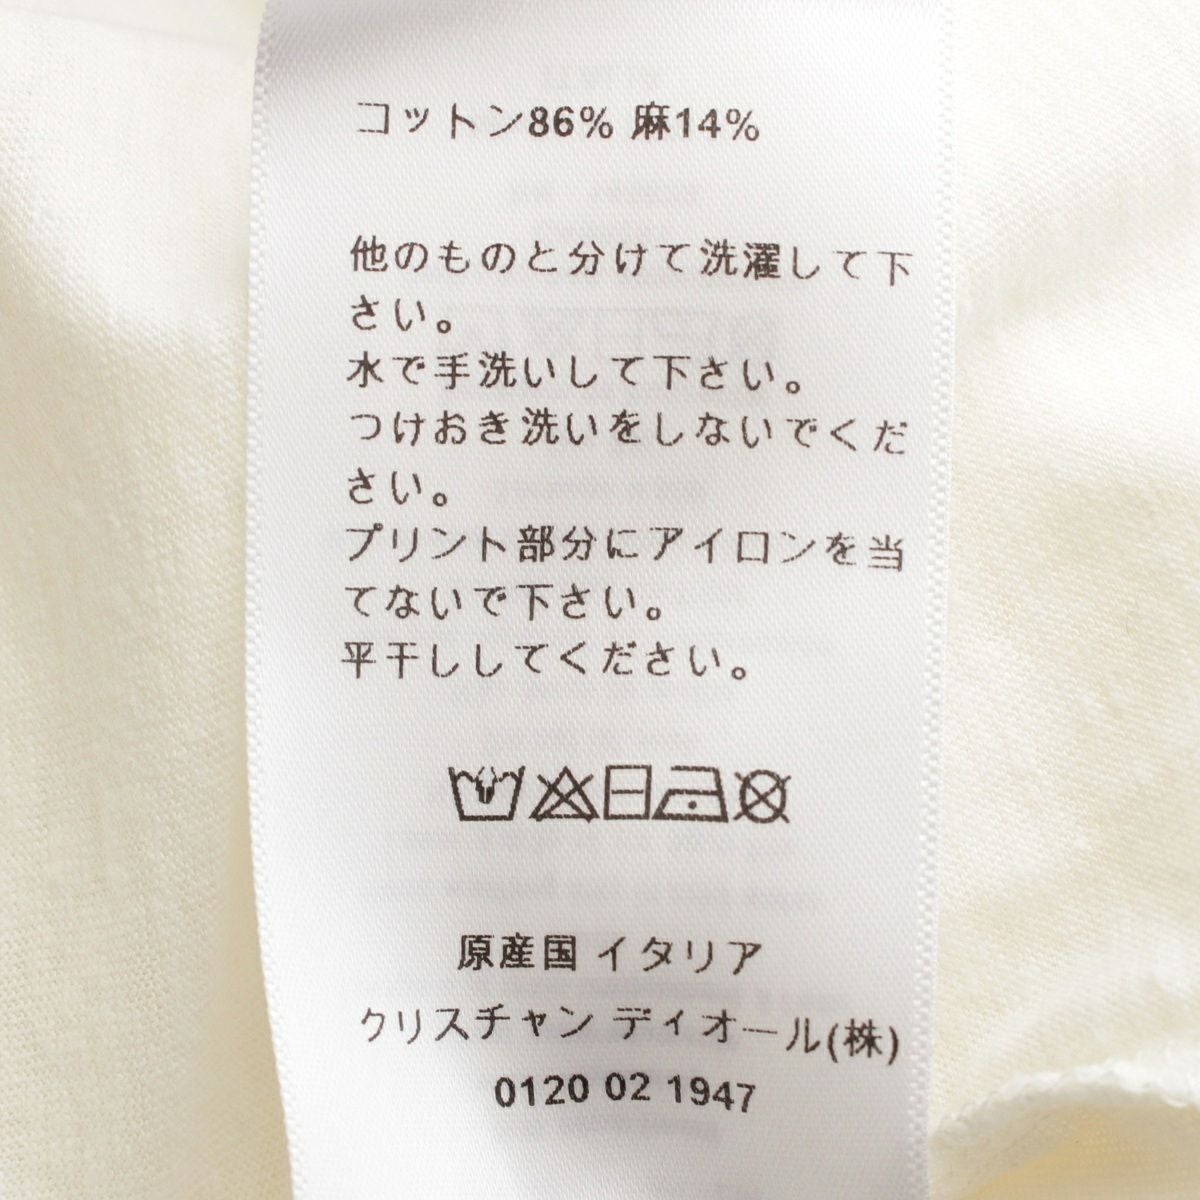 コットン86% 麻14%
他のものと分けて洗濯して下
さい。
水で手洗いして下さい。
つけおき洗いをしないでくだ
さい。
プリント部分にアイロンを当
てないで下さい。
平干ししてください。
原産国 イタリア
クリスチャン ディオール(株)
0120 02 1947